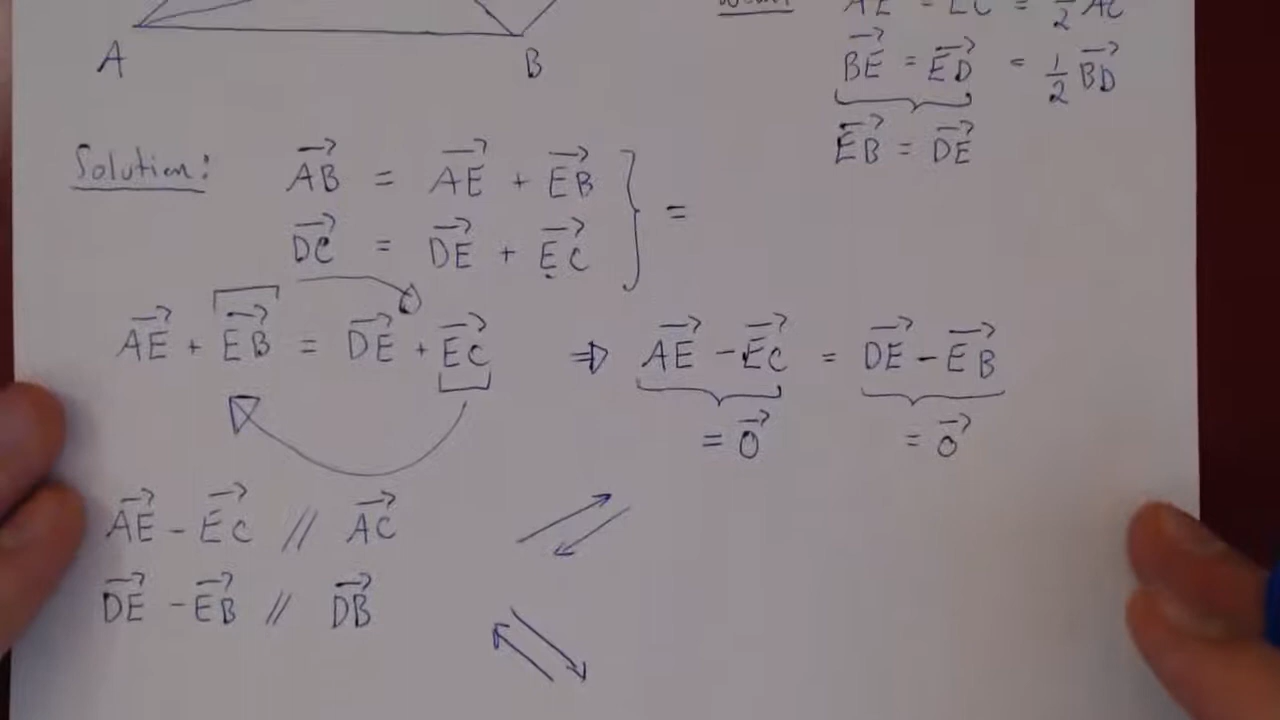 A B
AE⃗ = EC⃗ = 1/2 AC⃗
BE⃗ = ED⃗ = 1/2 BD⃗
EB⃗ = DE⃗
Solution: AB⃗ = AE⃗ + EB⃗ } =
DC⃗ = DE⃗ + EC⃗
AE⃗ + EB⃗ = DE⃗ + EC⃗ ⇒ AE⃗ - EC⃗ = DE⃗ - EB⃗
= 0⃗ = 0⃗
AE⃗ - EC⃗ // AC⃗
DE⃗ - EB⃗ // DB⃗